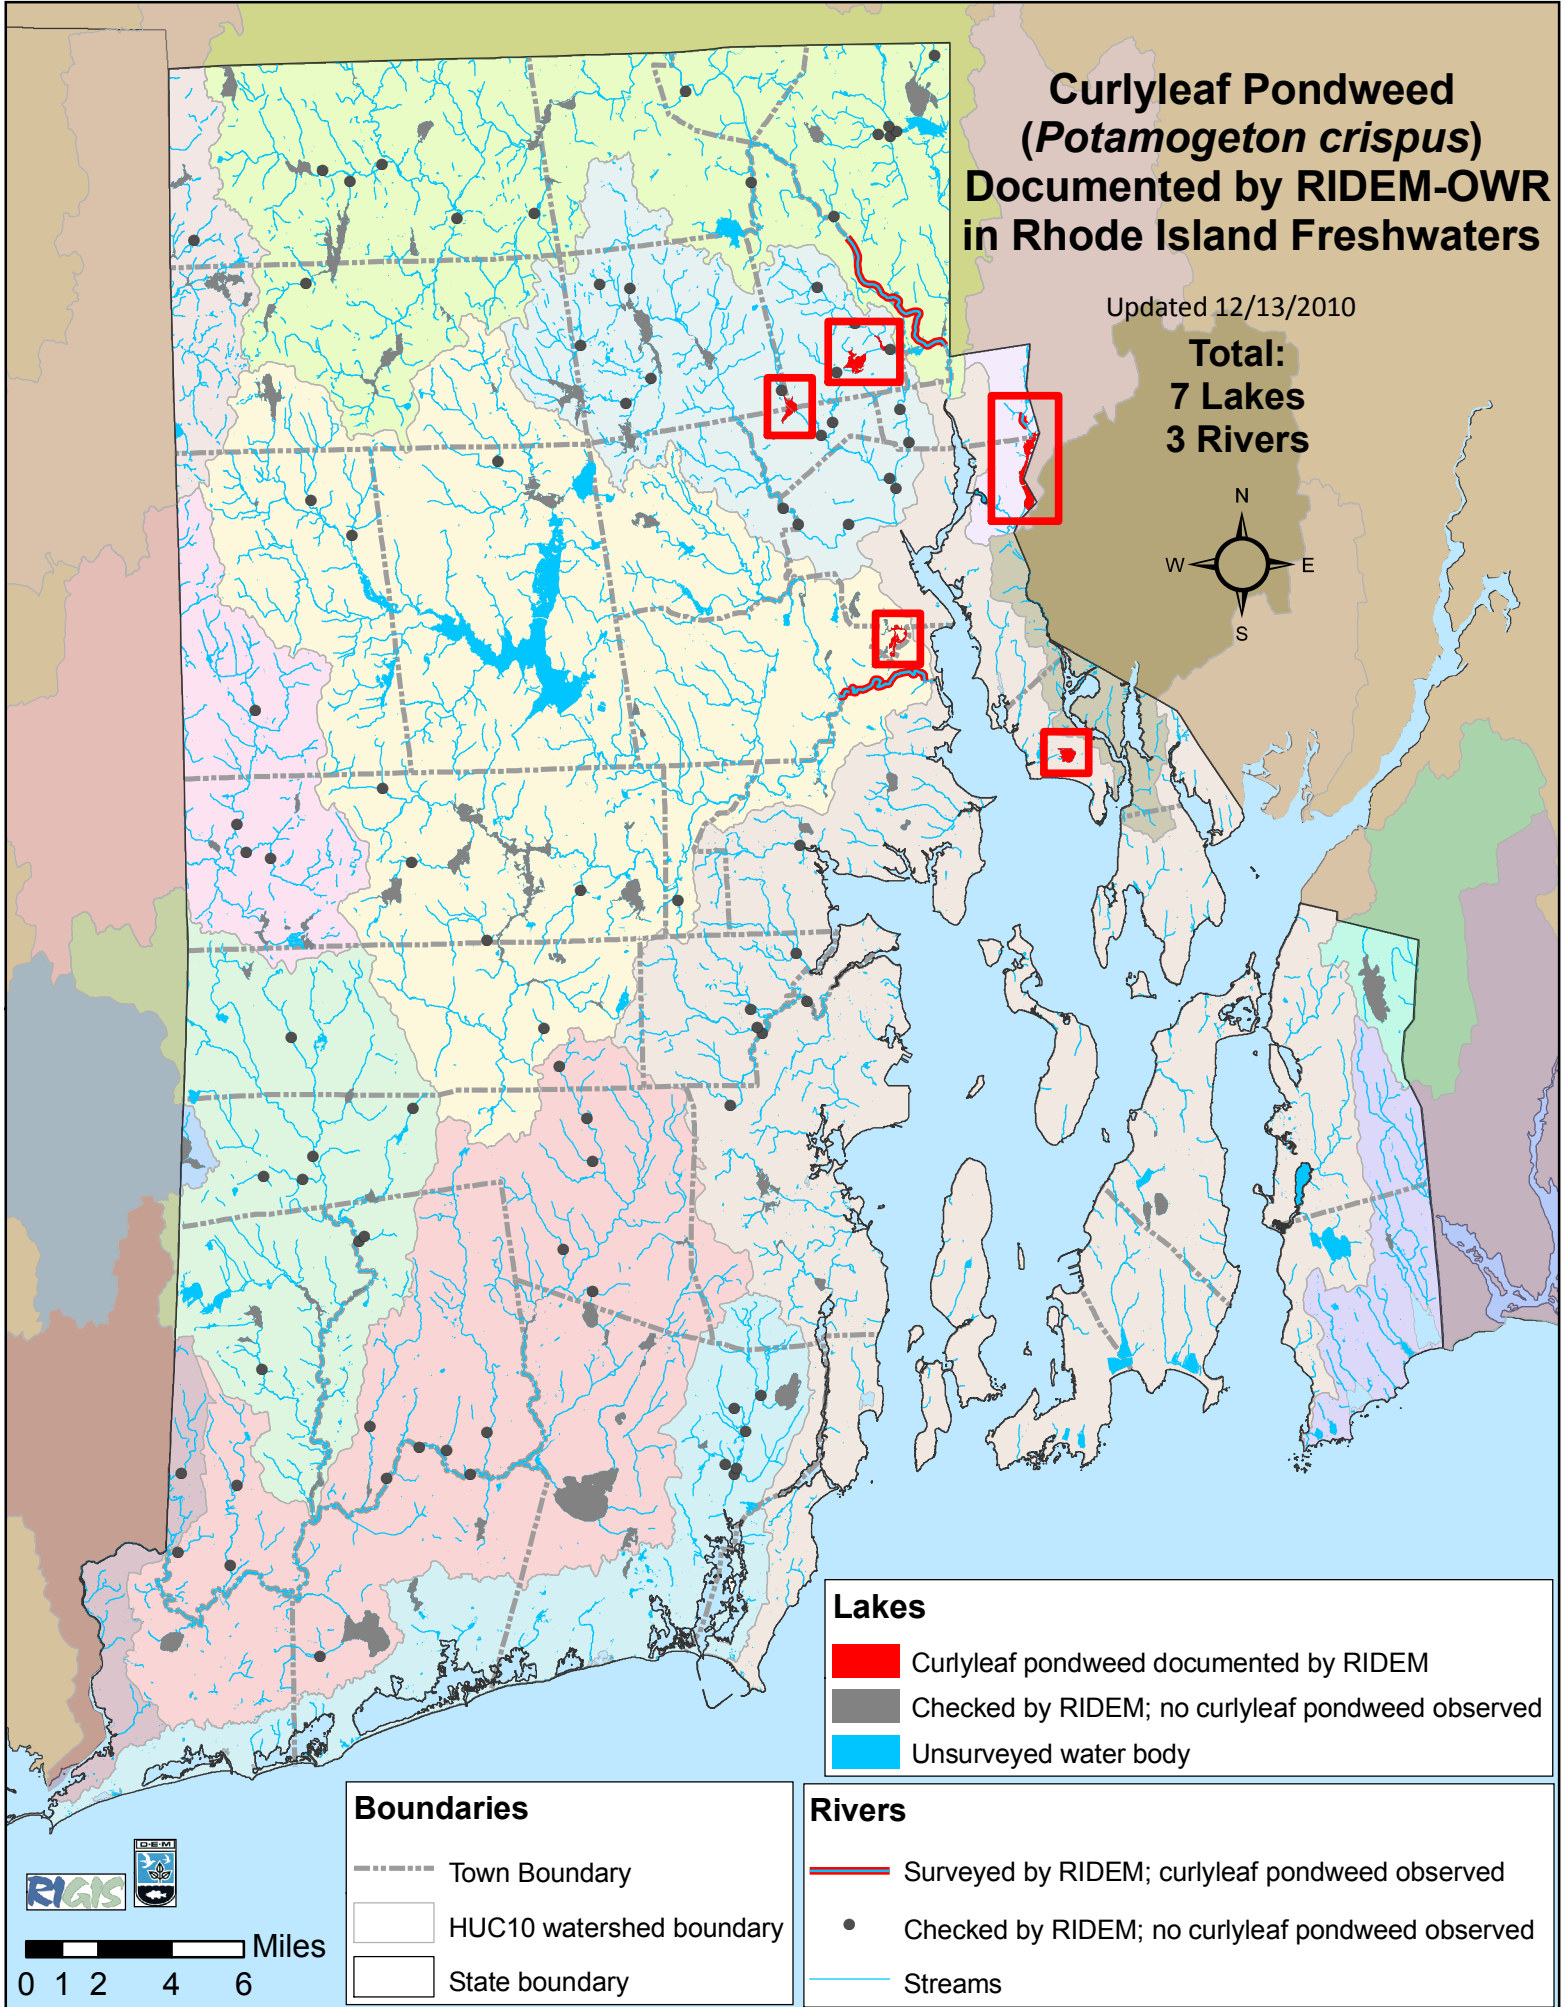 Curlyleaf Pondweed
(Potamogeton crispus)
Documented by RIDEM-OWR
in Rhode Island Freshwaters
Updated 12/13/2010
Total:
7 Lakes
3 Rivers
N
W E
S
Lakes
Curlyleaf pondweed documented by RIDEM
Checked by RIDEM; no curlyleaf pondweed observed
Unsurveyed water body
Boundaries
Town Boundary
HUC10 watershed boundary
State boundary
Rivers
Surveyed by RIDEM; curlyleaf pondweed observed
Checked by RIDEM; no curlyleaf pondweed observed
Streams
D·E·M
RIGIS
Miles
0 1 2 4 6